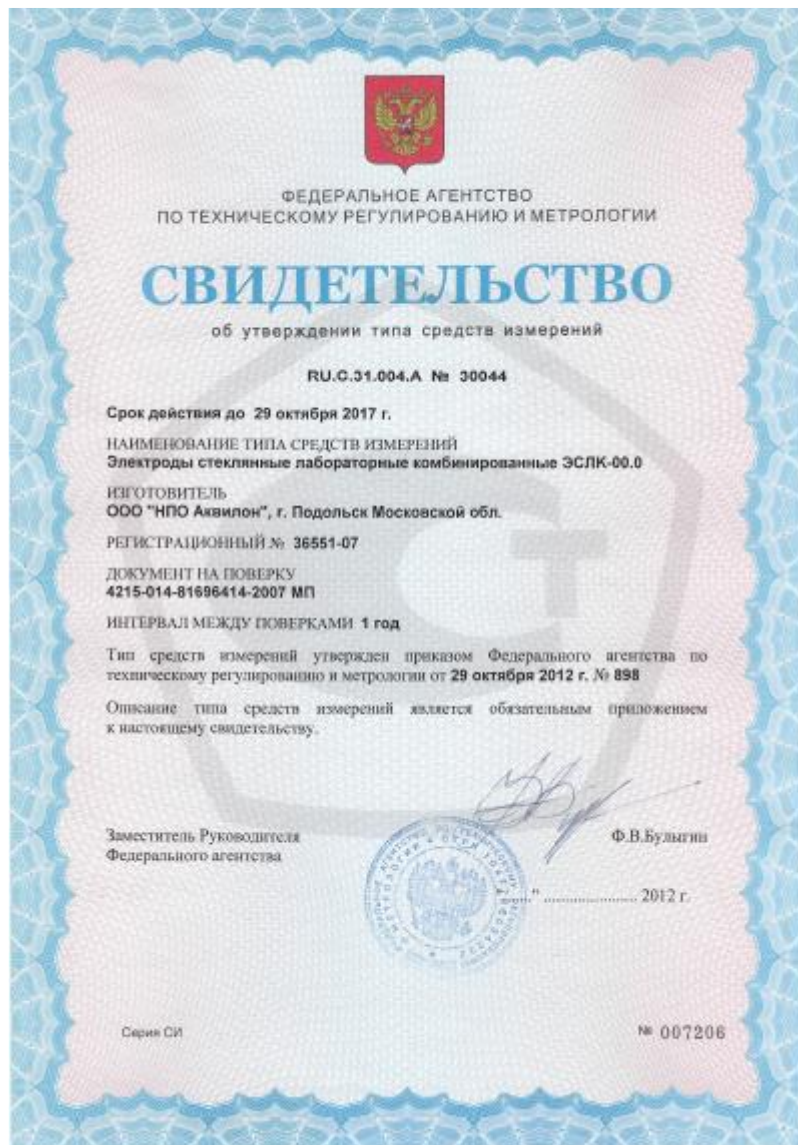 ФЕДЕРАЛЬНОЕ АГЕНТСТВО
ПО ТЕХНИЧЕСКОМУ РЕГУЛИРОВАНИЮ И МЕТРОЛОГИИ
СВИДЕТЕЛЬСТВО
об утверждении типа средств измерений
RU.C.31.004.A № 30044
Срок действия до 29 октября 2017 г.
НАИМЕНОВАНИЕ ТИПА СРЕДСТВ ИЗМЕРЕНИЙ
Электроды стеклянные лабораторные комбинированные ЭСЛК-00.0
ИЗГОТОВИТЕЛЬ
ООО "НПО Аквилон", г. Подольск Московской обл.
РЕГИСТРАЦИОННЫЙ № 36551-07
ДОКУМЕНТ НА ПОВЕРКУ
4215-014-81696414-2007 МП
ИНТЕРВАЛ МЕЖДУ ПОВЕРКАМИ 1 год
Тип средств измерений утвержден приказом Федерального агентства по
техническому регулированию и метрологии от 29 октября 2012 г. № 898
Описание типа средств измерений является обязательным приложением
к настоящему свидетельству.
Заместитель Руководителя
Федерального агентства
Ф.В.Булыгин
"...................... 2012 г.
Серия СИ
№ 007206